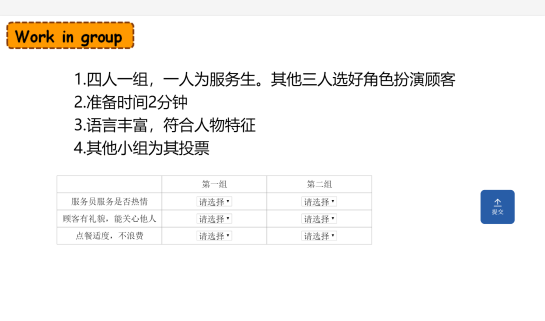 Work in group
1.四人一组，一人为服务生。其他三人选好角色扮演顾客
2.准备时间2分钟
3.语言丰富，符合人物特征
4.其他小组为其投票
第一组 第二组
服务员服务是否热情 请选择 请选择
顾客有礼貌，能关心他人 请选择 请选择
点餐适度，不浪费 请选择 请选择
提交